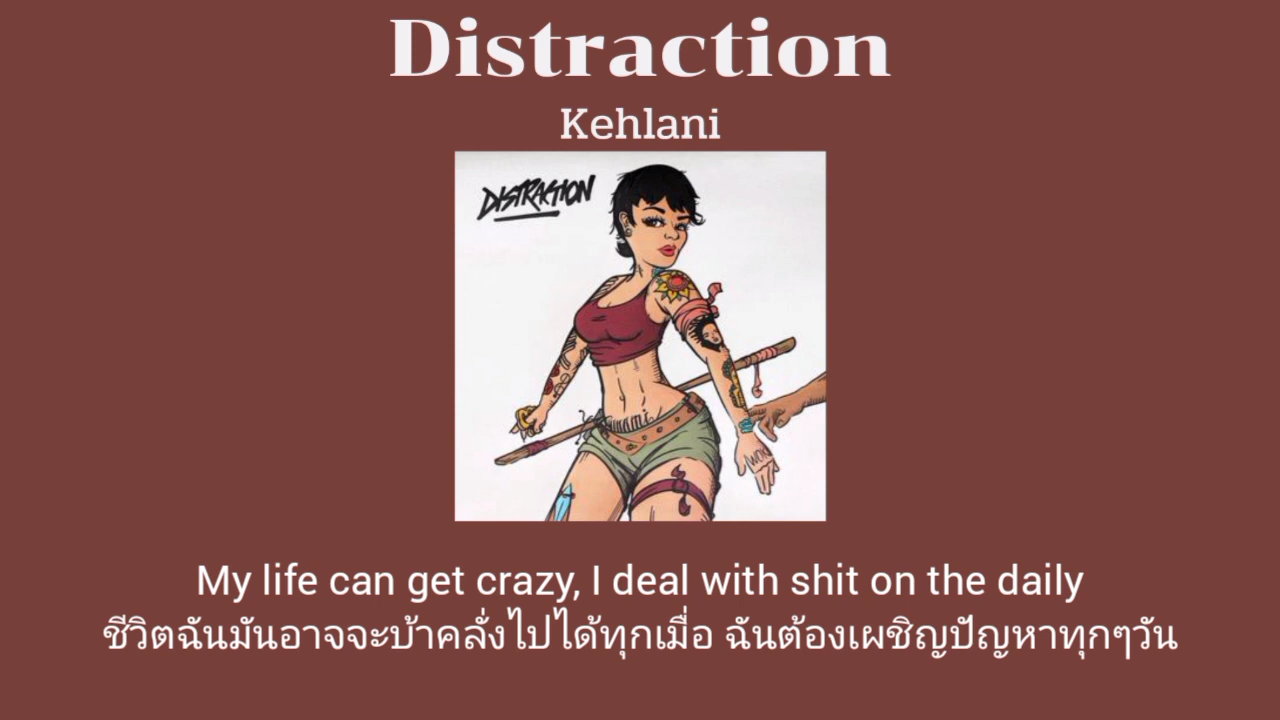 Distraction
Kehlani
DISTRACTION
My life can get crazy, I deal with shit on the daily
ชีวิตฉันมันอาจจะบ้าคลั่งไปได้ทุกเมื่อ ฉันต้องเผชิญปัญหาทุกๆวัน